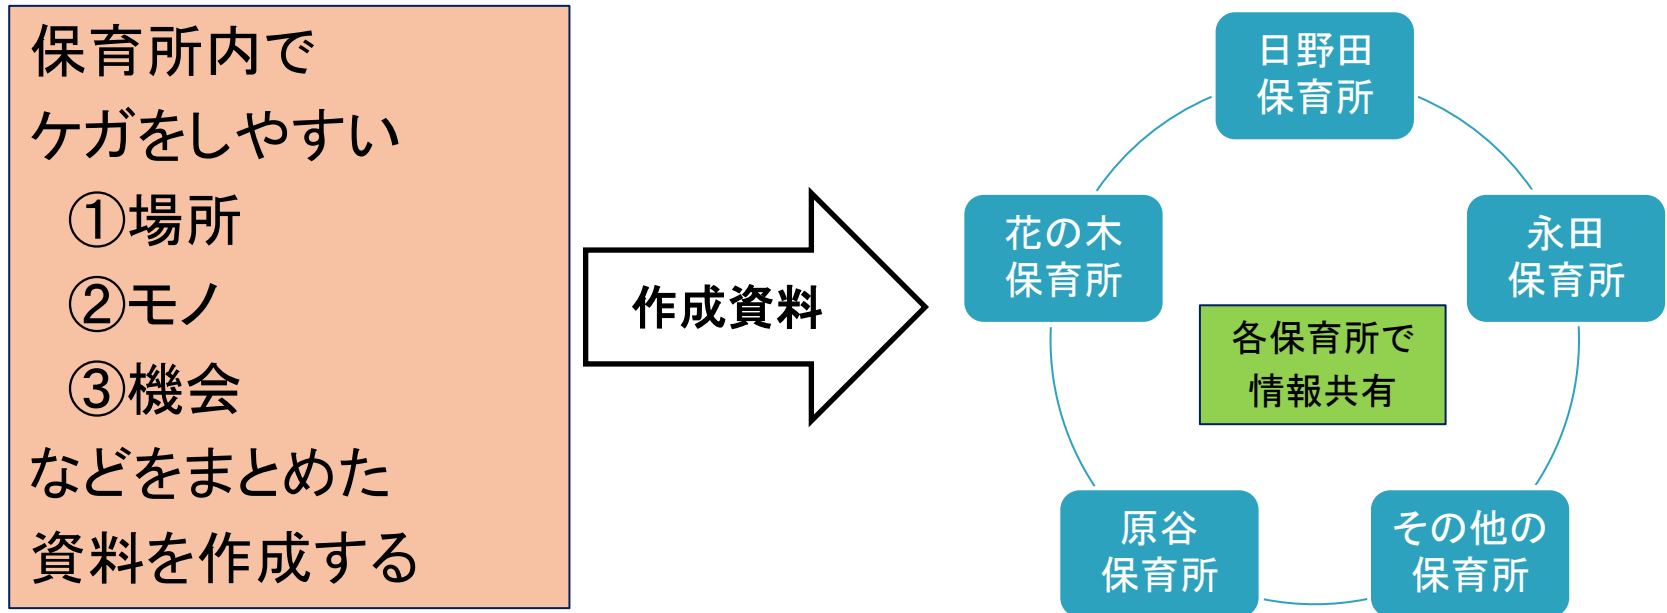 保育所内で
ケガをしやすい
①場所
②モノ
③機会
などをまとめた
資料を作成する
作成資料
日野田
保育所
花の木
保育所
永田
保育所
各保育所で
情報共有
原谷
保育所
その他の
保育所